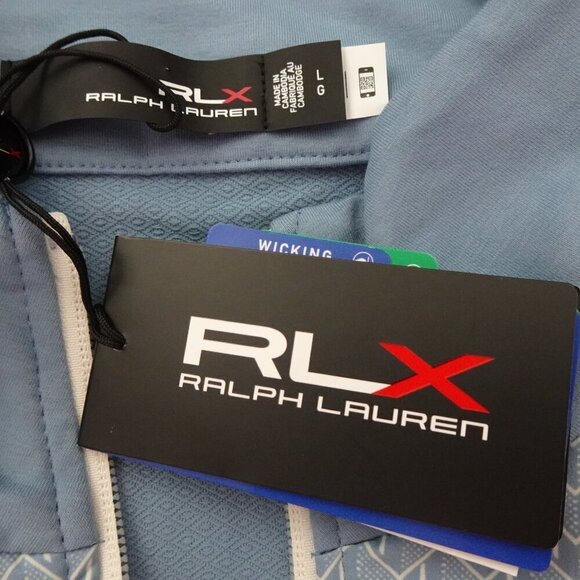 RLX
RALPH LAUREN
MADE IN
CAMBODIA
FABRIQUÉ AU
CAMBODGE
L
G
WICKING
RLX
RALPH LAUREN